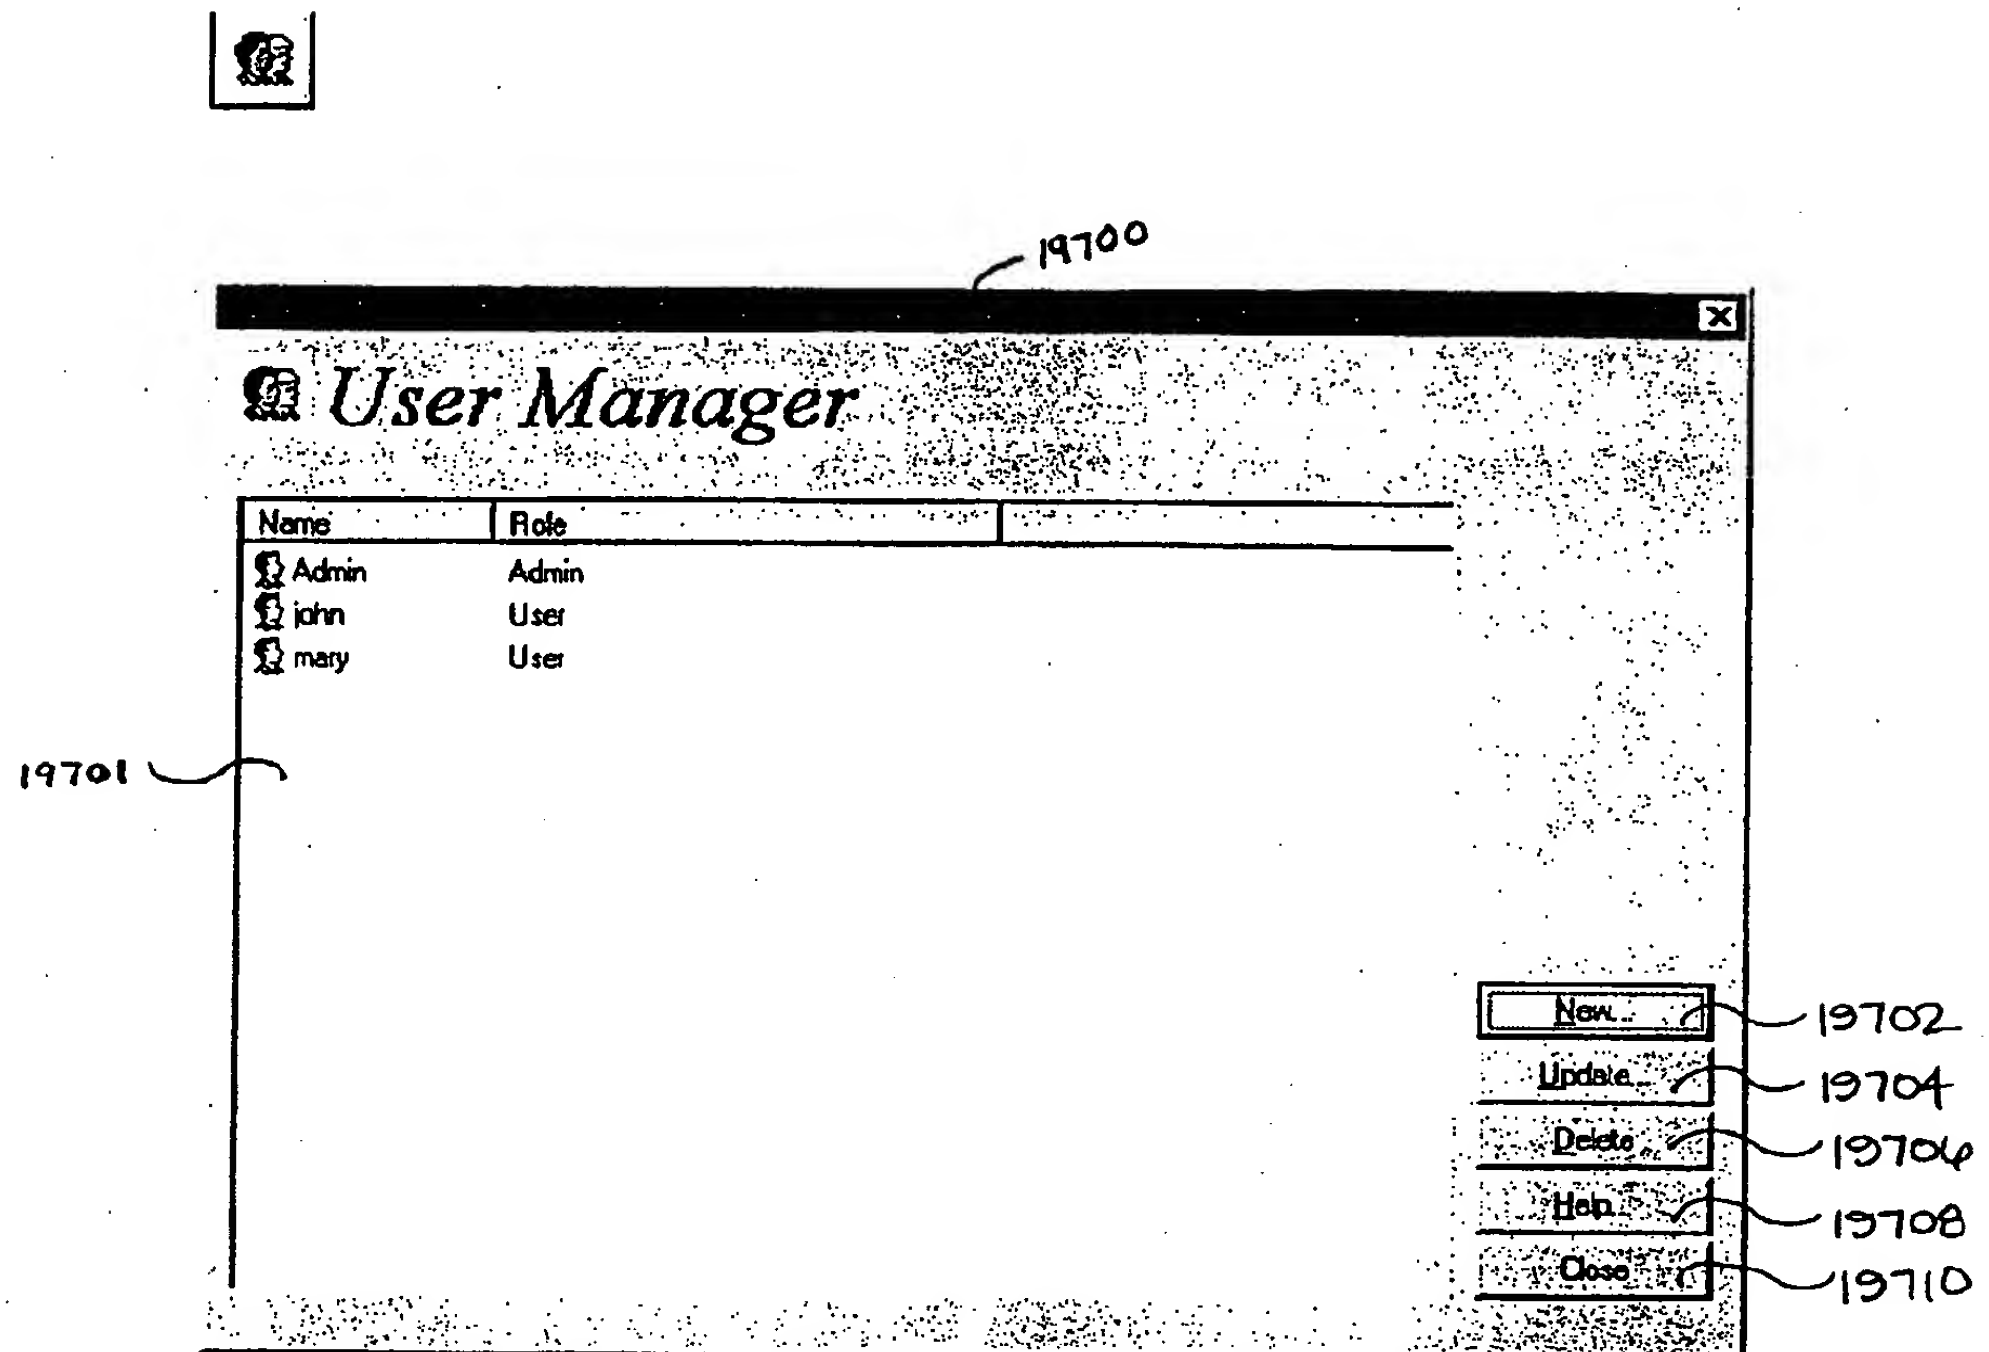 19700
X
User Manager
Name Role
Admin Admin
john User
mary User
19701
New... 19702
Update... 19704
Delete 19706
Help... 19708
Close 19710